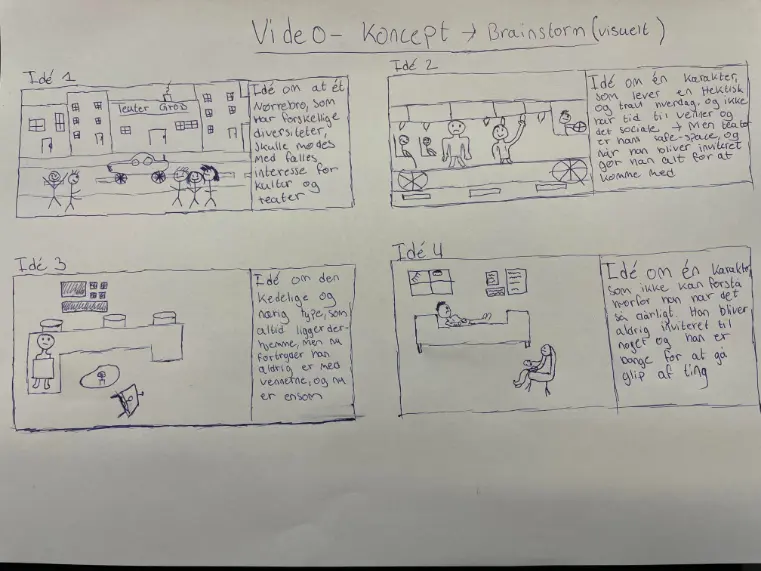 Video- Koncept → Brainstorm (visuelt)
Idé 1
Teater Grob
Idé om at ét
Nørrebro, som
har forskellige
diversiteter,
skulle mødes
med fælles
interesse for
kultur og
teater
Idé 2
Idé om én karakter,
som lever en Hektisk
og travl hverdag, og ikke
har tid til venner og
det sociale. → Men teater
er hans safe-space, og
når han bliver inviteret
gør han alt for at
komme med
Idé 3
Idé om den
kedelige og
nørdig type, som
altid ligger der-
hjemme, men nu
fortryder han
aldrig er med
vennerne, og nu
er ensom
Idé 4
Idé om én karakter,
som ikke kan forstå
hvorfor han har det
så dårligt. Han bliver
aldrig inviteret til
noget og han er
bange for at gå
glip af ting